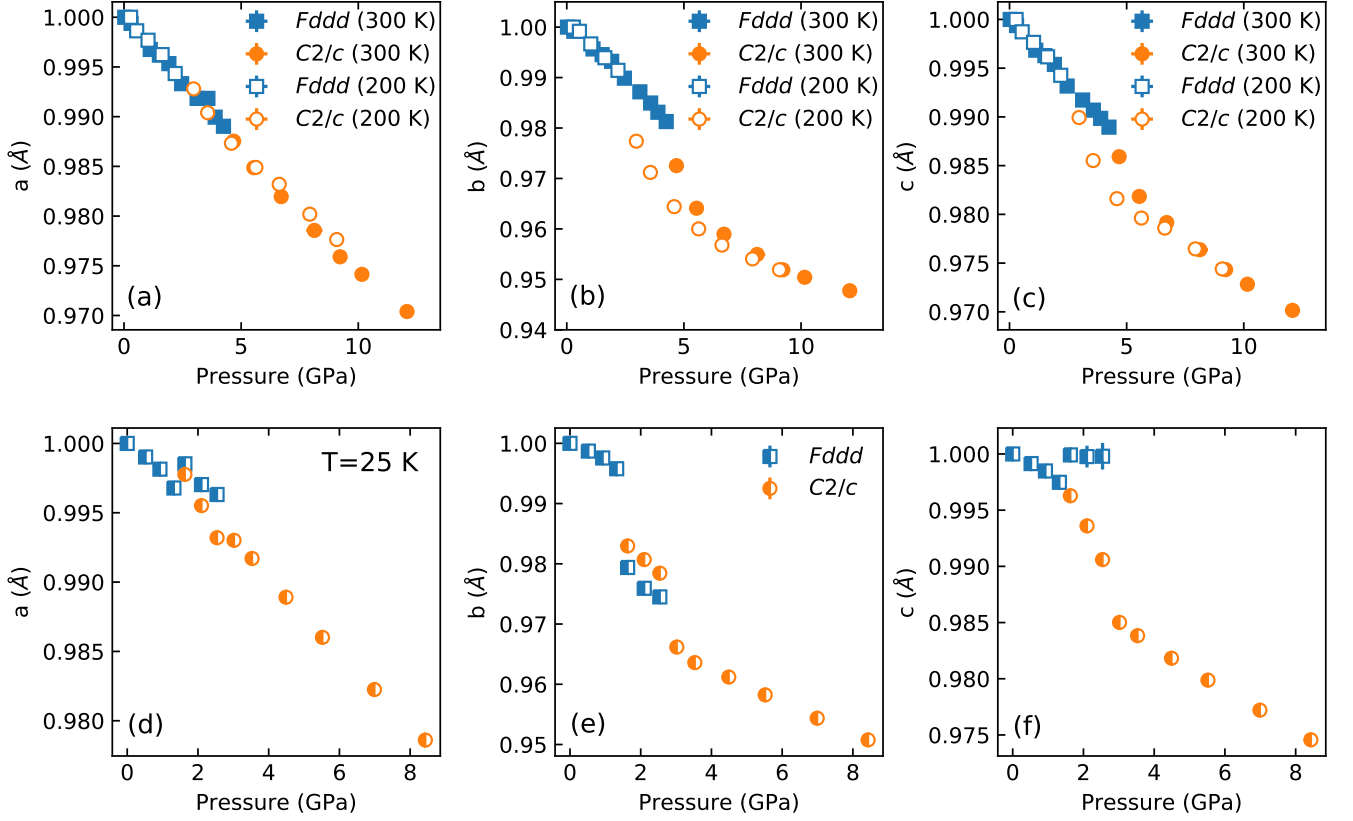 1.000
0.995
0.990
0.985
0.980
0.975
0.970
a (Å)
Fddd (300 K)
C2/c (300 K)
Fddd (200 K)
C2/c (200 K)
(a)
0 5 10
Pressure (GPa)
1.00
0.99
0.98
0.97
0.96
0.95
0.94
b (Å)
Fddd (300 K)
C2/c (300 K)
Fddd (200 K)
C2/c (200 K)
(b)
0 5 10
Pressure (GPa)
1.000
0.995
0.990
0.985
0.980
0.975
0.970
c (Å)
Fddd (300 K)
C2/c (300 K)
Fddd (200 K)
C2/c (200 K)
(c)
0 5 10
Pressure (GPa)
1.000
0.995
0.990
0.985
0.980
a (Å)
T=25 K
(d)
0 2 4 6 8
Pressure (GPa)
1.00
0.99
0.98
0.97
0.96
0.95
b (Å)
Fddd
C2/c
(e)
0 2 4 6 8
Pressure (GPa)
1.000
0.995
0.990
0.985
0.980
0.975
c (Å)
(f)
0 2 4 6 8
Pressure (GPa)